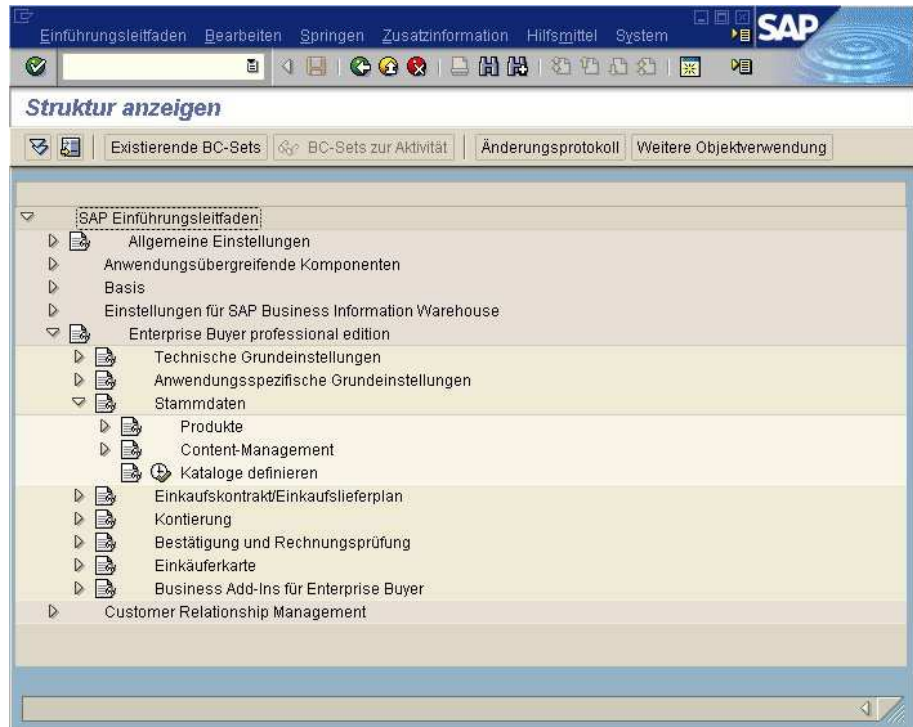 Einführungsleitfaden Bearbeiten Springen Zusatzinformation Hilfsmittel System
SAP
Struktur anzeigen
Existierende BC-Sets BC-Sets zur Aktivität Änderungsprotokoll Weitere Objektverwendung
SAP Einführungsleitfaden
Allgemeine Einstellungen
Anwendungsübergreifende Komponenten
Basis
Einstellungen für SAP Business Information Warehouse
Enterprise Buyer professional edition
Technische Grundeinstellungen
Anwendungsspezifische Grundeinstellungen
Stammdaten
Produkte
Content-Management
Kataloge definieren
Einkaufskontrakt/Einkaufslieferplan
Kontierung
Bestätigung und Rechnungsprüfung
Einkäuferkarte
Business Add-Ins für Enterprise Buyer
Customer Relationship Management